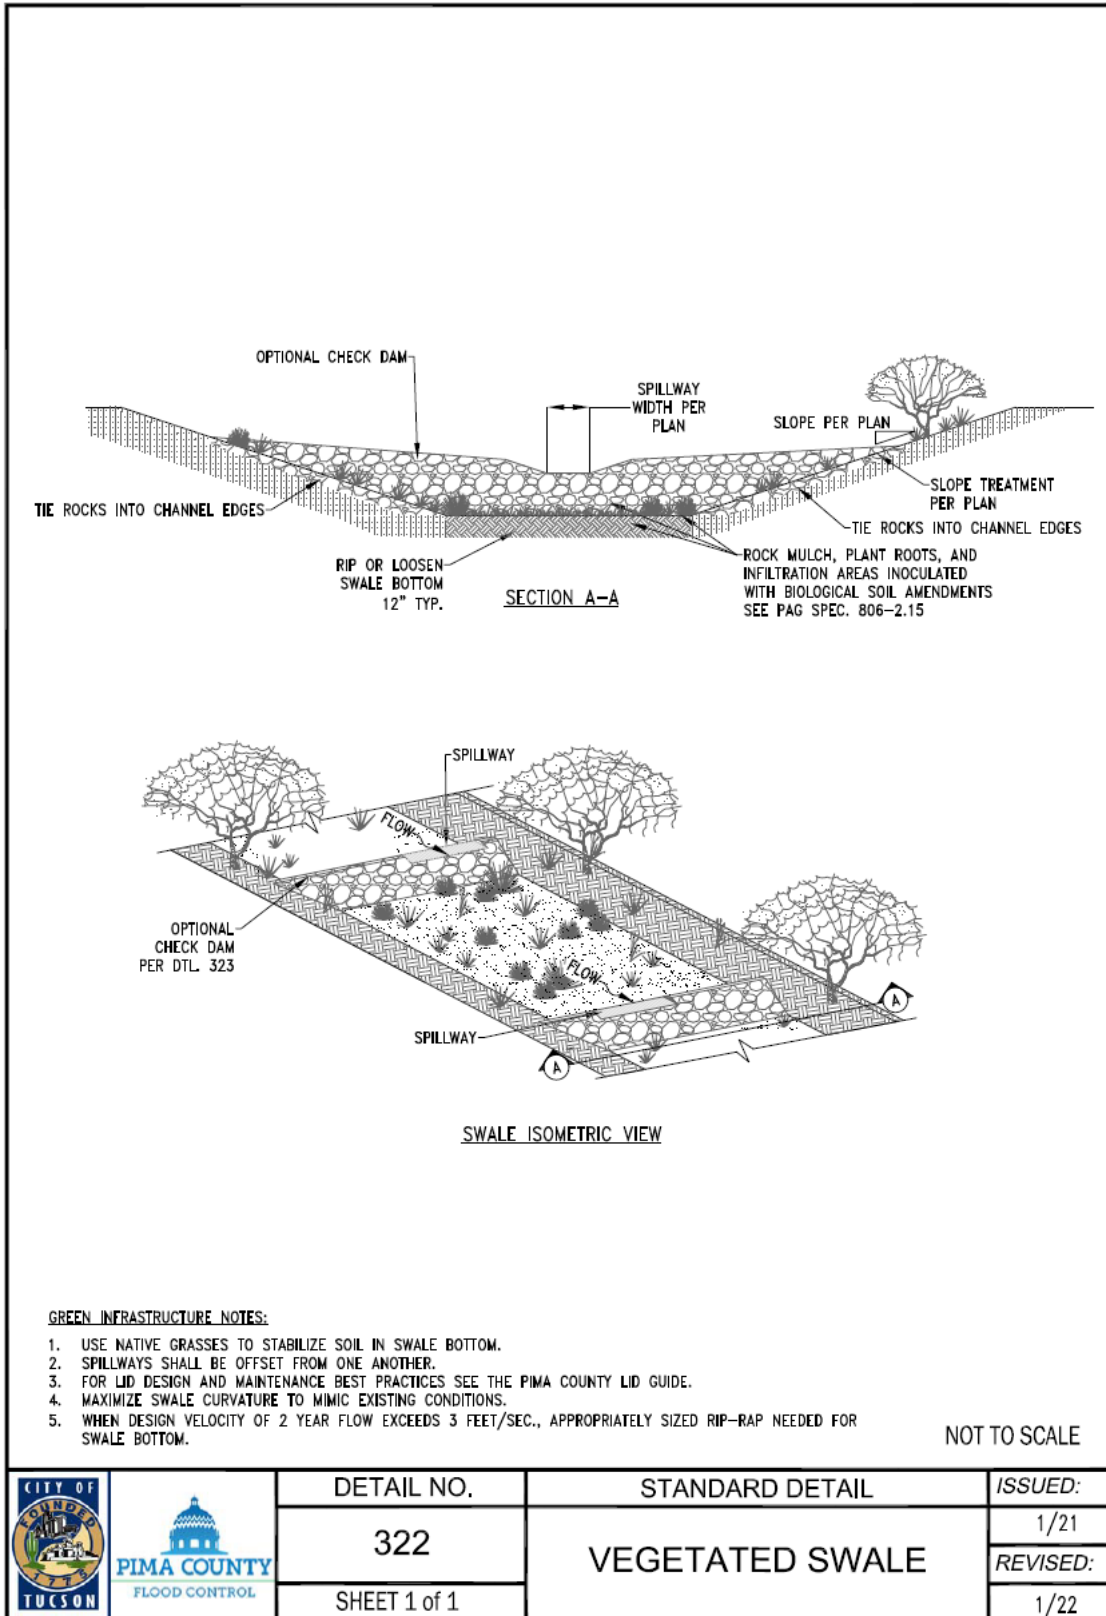 OPTIONAL CHECK DAM
SPILLWAY
WIDTH PER
PLAN
SLOPE PER PLAN
SLOPE TREATMENT
PER PLAN
TIE ROCKS INTO CHANNEL EDGES
TIE ROCKS INTO CHANNEL EDGES
RIP OR LOOSEN
SWALE BOTTOM
12" TYP.
ROCK MULCH, PLANT ROOTS, AND
INFILTRATION AREAS INOCULATED
WITH BIOLOGICAL SOIL AMENDMENTS
SEE PAG SPEC. 806-2.15
SECTION A-A
SPILLWAY
FLOW
OPTIONAL
CHECK DAM
PER DTL. 323
FLOW
SPILLWAY
A
A
SWALE ISOMETRIC VIEW
GREEN INFRASTRUCTURE NOTES:
1. USE NATIVE GRASSES TO STABILIZE SOIL IN SWALE BOTTOM.
2. SPILLWAYS SHALL BE OFFSET FROM ONE ANOTHER.
3. FOR LID DESIGN AND MAINTENANCE BEST PRACTICES SEE THE PIMA COUNTY LID GUIDE.
4. MAXIMIZE SWALE CURVATURE TO MIMIC EXISTING CONDITIONS.
5. WHEN DESIGN VELOCITY OF 2 YEAR FLOW EXCEEDS 3 FEET/SEC., APPROPRIATELY SIZED RIP-RAP NEEDED FOR
SWALE BOTTOM.
NOT TO SCALE
CITY OF
FOUNDED
1775
TUCSON
PIMA COUNTY
FLOOD CONTROL
DETAIL NO.
322
SHEET 1 of 1
STANDARD DETAIL
VEGETATED SWALE
ISSUED:
1/21
REVISED:
1/22